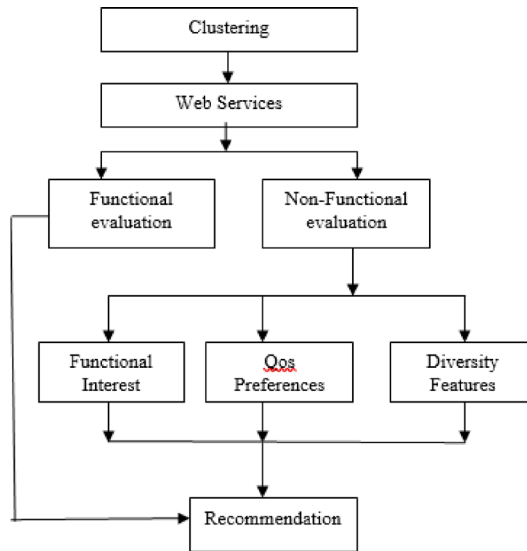 Clustering
Web Services
Functional
evaluation
Non-Functional
evaluation
Functional
Interest
Qos
Preferences
Diversity
Features
Recommendation